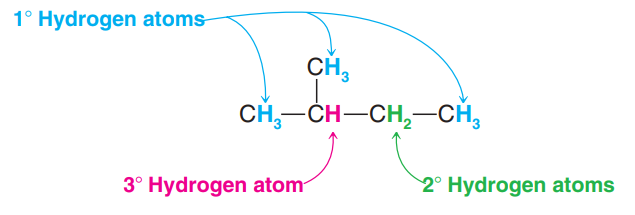 1° Hydrogen atoms
CH₃
CH₃—CH—CH₂—CH₃
3° Hydrogen atom 2° Hydrogen atoms